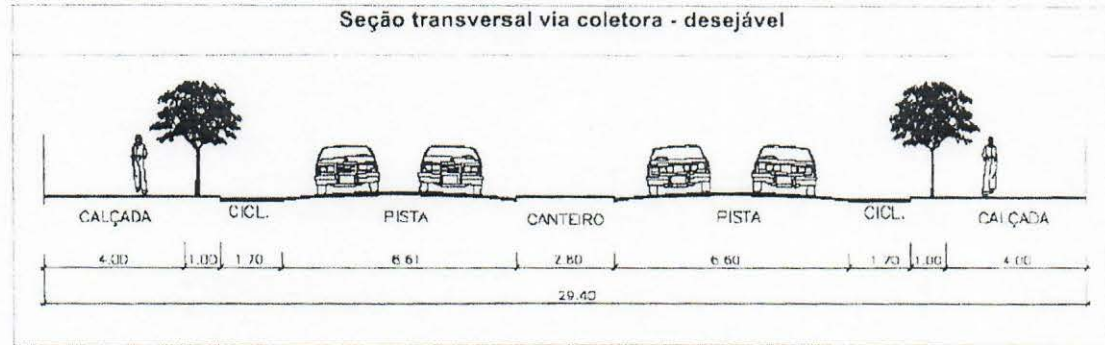 Seção transversal via coletora - desejável
CALÇADA CICL. PISTA CANTEIRO PISTA CICL. CALÇADA
4.00 1.00 1.70 6.61 2.80 6.60 1.70 1.00 4.00
29.40